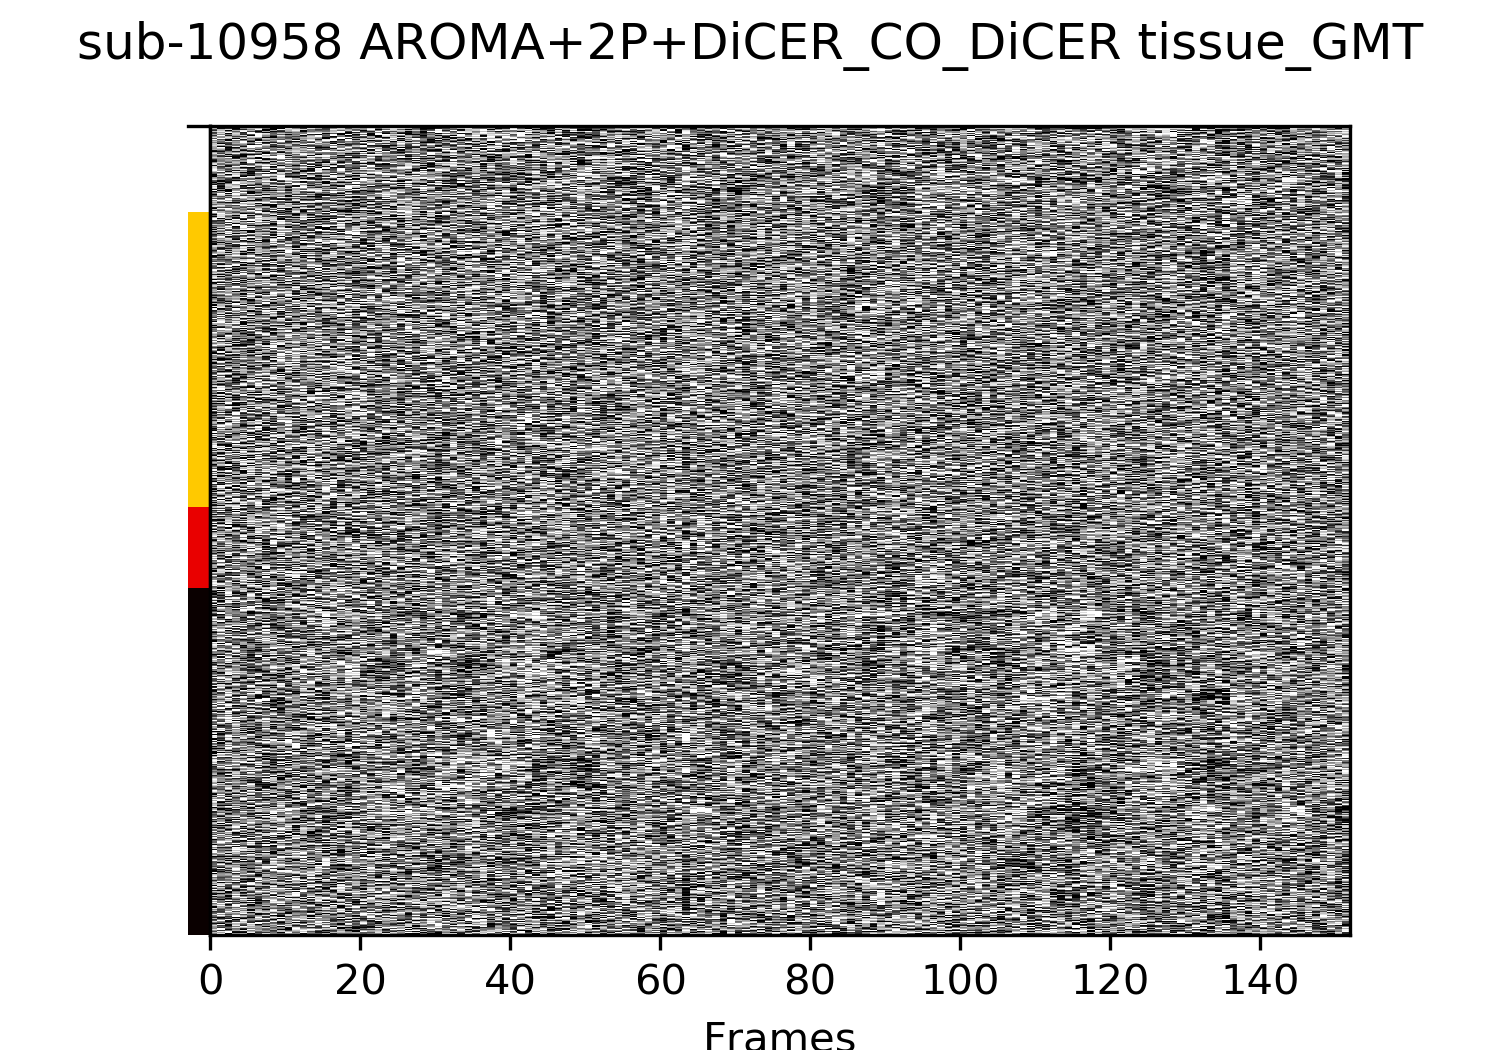 sub-10958 AROMA+2P+DiCER_CO_DiCER tissue_GMT
0 20 40 60 80 100 120 140
Frames